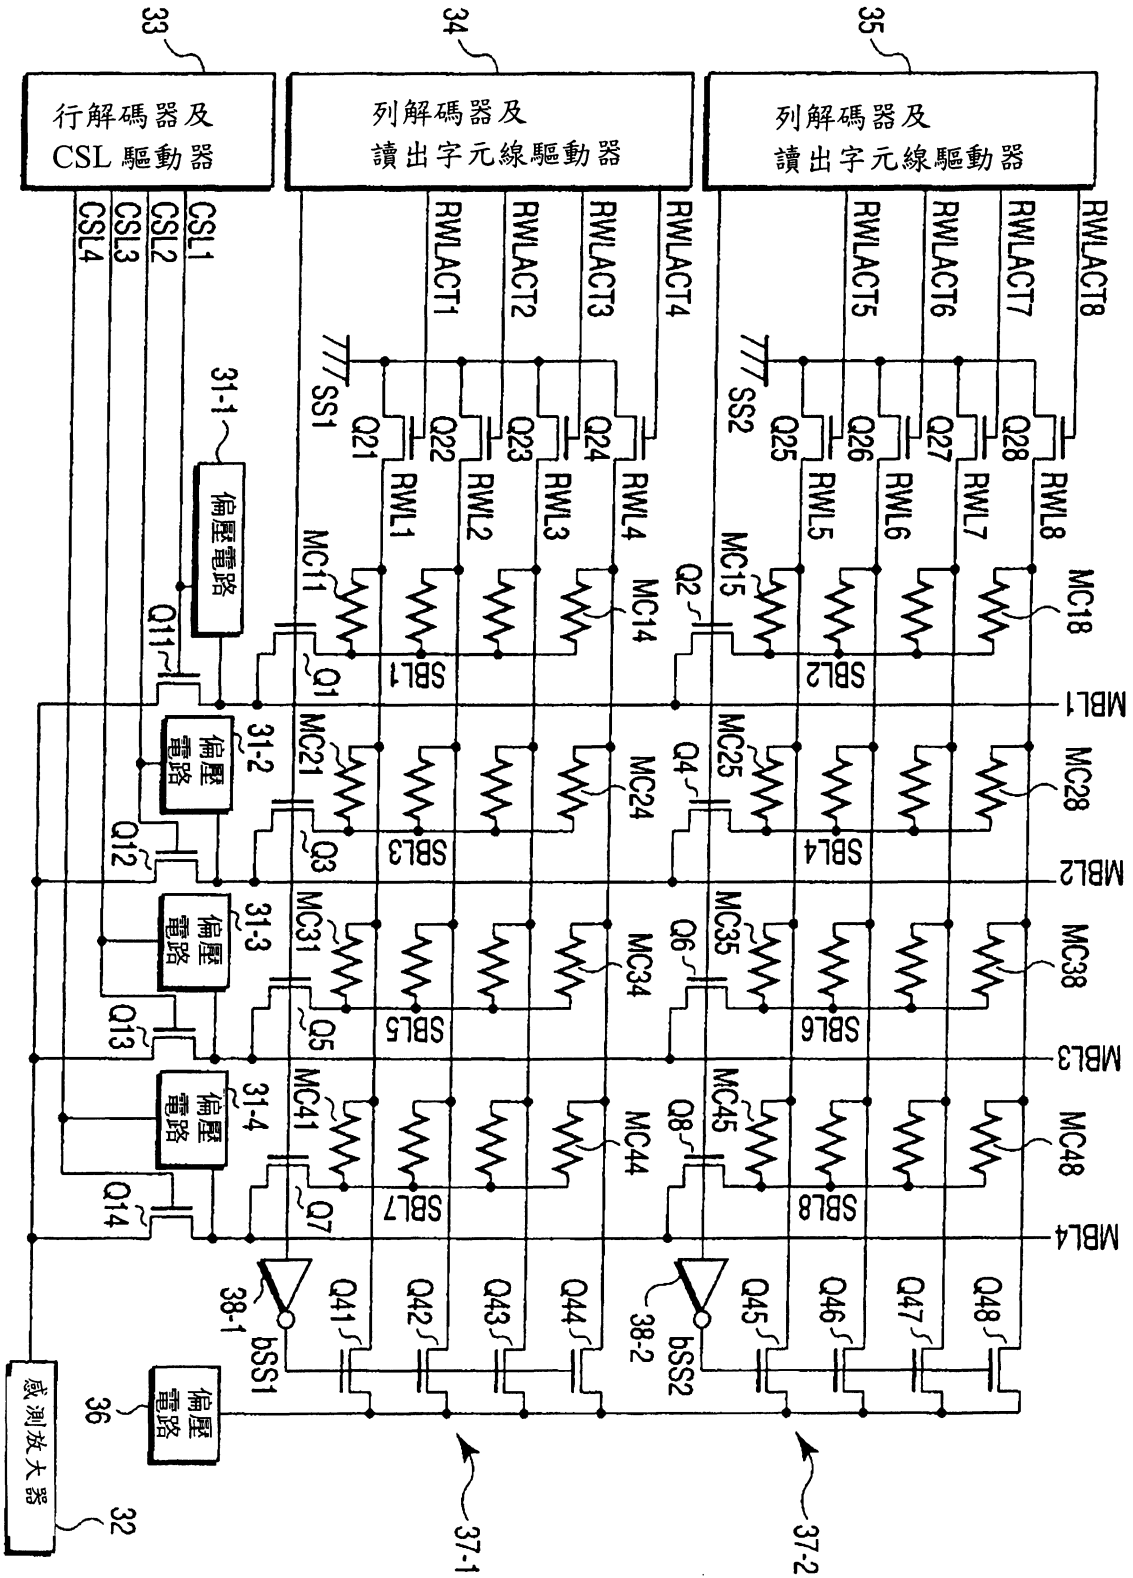 33
34
35
行解碼器及
CSL 驅動器
列解碼器及
讀出字元線驅動器
列解碼器及
讀出字元線驅動器
CSL4
CSL3
CSL2
CSL1
RWLACT1
RWLACT2
RWLACT3
RWLACT4
RWLACT5
RWLACT6
RWLACT7
RWLACT8
SS1
SS2
Q21
Q22
Q23
Q24
Q25
Q26
Q27
Q28
RWL1
RWL2
RWL3
RWL4
RWL5
RWL6
RWL7
RWL8
31-1
偏壓電路
Q11
MC11
MC14
Q1
SBL1
Q2
MC15
MC18
SBL2
MBL1
31-2
偏壓
電路
Q12
MC21
MC24
Q3
SBL3
Q4
MC25
MC28
SBL4
MBL2
31-3
偏壓
電路
Q13
MC31
MC34
Q5
SBL5
Q6
MC35
MC38
SBL6
MBL3
31-4
偏壓
電路
Q14
MC41
MC44
Q7
SBL7
Q8
MC45
MC48
SBL8
MBL4
38-1
bSS1
Q41
Q42
Q43
Q44
38-2
bSS2
Q45
Q46
Q47
Q48
36
偏壓
電路
感測放大器
32
37-1
37-2